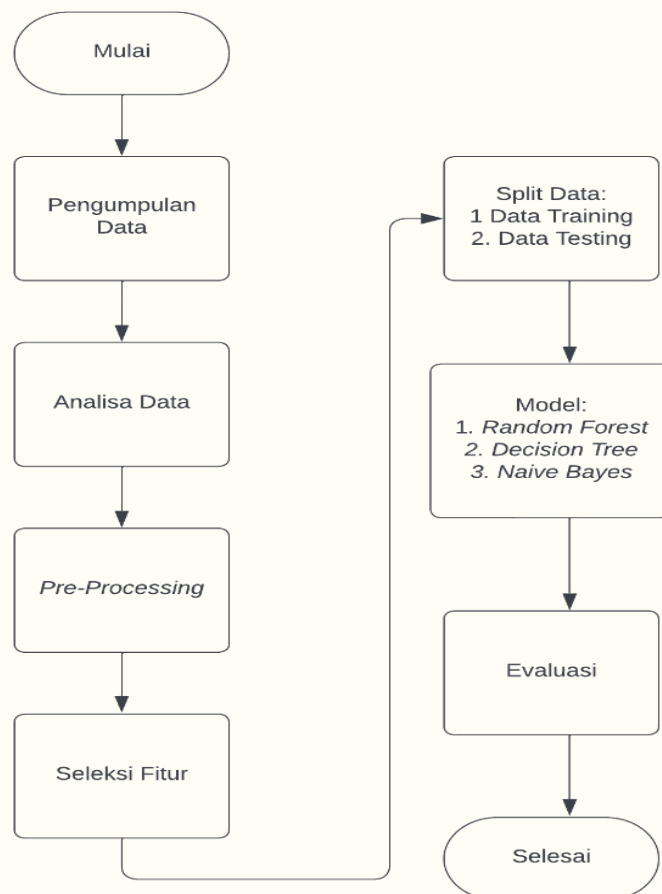 Mulai
Pengumpulan
Data
Analisa Data
Pre-Processing
Seleksi Fitur
Split Data:
1 Data Training
2. Data Testing
Model:
1. Random Forest
2. Decision Tree
3. Naive Bayes
Evaluasi
Selesai